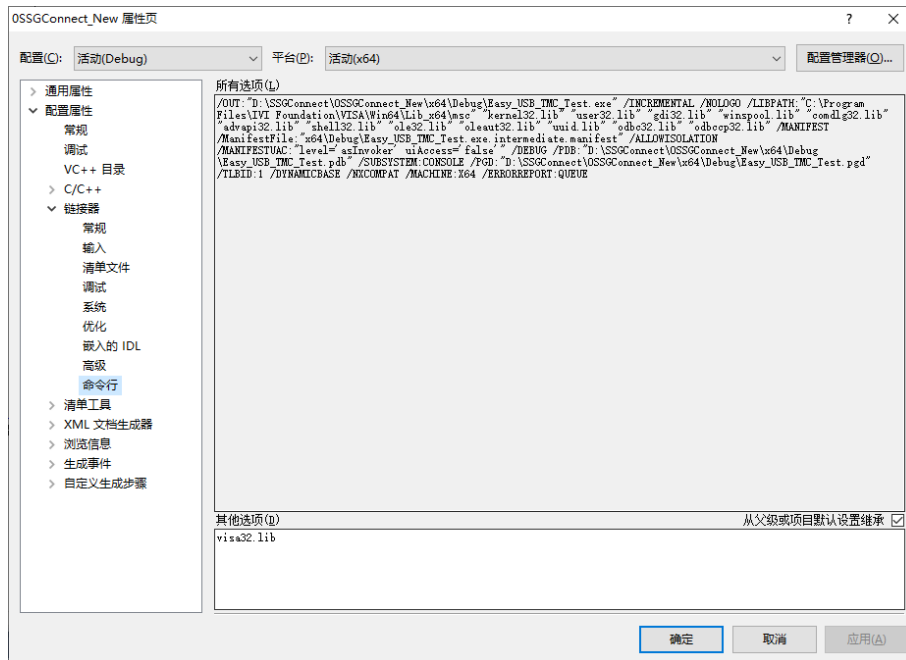 0SSGConnect_New 属性页
? ×
配置(C): 活动(Debug) 平台(P): 活动(x64) 配置管理器(O)...
通用属性
配置属性
常规
调试
VC++ 目录
C/C++
链接器
常规
输入
清单文件
调试
系统
优化
嵌入的 IDL
高级
命令行
清单工具
XML 文档生成器
浏览信息
生成事件
自定义生成步骤
所有选项(L)
/OUT:"D:\SSGConnect\0SSGConnect_New\x64\Debug\Easy_USB_TMC_Test.exe" /INCREMENTAL /NOLOGO /LIBPATH:"C:\Program
Files\IVI Foundation\VISA\Win64\Lib_x64\msc" "kernel32.lib" "user32.lib" "gdi32.lib" "winspool.lib" "comdlg32.lib"
"advapi32.lib" "shell32.lib" "ole32.lib" "oleaut32.lib" "uuid.lib" "odbc32.lib" "odbccp32.lib" /MANIFEST
/ManifestFile:"x64\Debug\Easy_USB_TMC_Test.exe.intermediate.manifest" /ALLOWISOLATION
/MANIFESTUAC:"level='asInvoker' uiAccess='false'" /DEBUG /PDB:"D:\SSGConnect\0SSGConnect_New\x64\Debug
\Easy_USB_TMC_Test.pdb" /SUBSYSTEM:CONSOLE /PGD:"D:\SSGConnect\0SSGConnect_New\x64\Debug\Easy_USB_TMC_Test.pgd"
/TLBID:1 /DYNAMICBASE /NXCOMPAT /MACHINE:X64 /ERRORREPORT:QUEUE
其他选项(D) 从父级或项目默认设置继承
visa32.lib
确定 取消 应用(A)